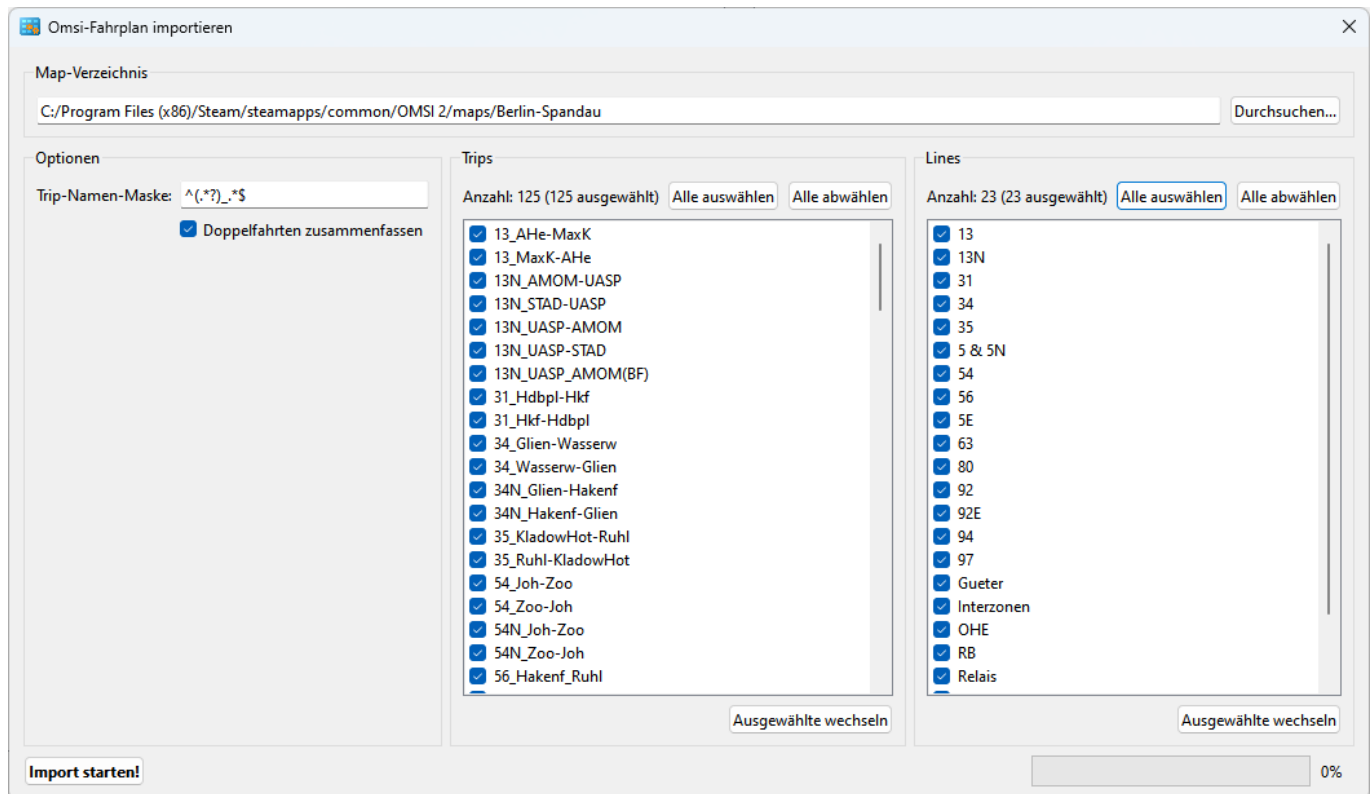 Omsi-Fahrplan importieren
Map-Verzeichnis
C:/Program Files (x86)/Steam/steamapps/common/OMSI 2/maps/Berlin-Spandau
Durchsuchen...
Optionen
Trip-Namen-Maske: ^(.*?)_.*$
Doppelfahrten zusammenfassen
Trips
Anzahl: 125 (125 ausgewählt) Alle auswählen Alle abwählen
13_AHe-MaxK
13_MaxK-AHe
13N_AMOM-UASP
13N_STAD-UASP
13N_UASP-AMOM
13N_UASP-STAD
13N_UASP_AMOM(BF)
31_Hdbpl-Hkf
31_Hkf-Hdbpl
34_Glien-Wasserw
34_Wasserw-Glien
34N_Glien-Hakenf
34N_Hakenf-Glien
35_KladowHot-Ruhl
35_Ruhl-KladowHot
54_Joh-Zoo
54_Zoo-Joh
54N_Joh-Zoo
54N_Zoo-Joh
56_Hakenf_Ruhl
Ausgewählte wechseln
Lines
Anzahl: 23 (23 ausgewählt) Alle auswählen Alle abwählen
13
13N
31
34
35
5 & 5N
54
56
5E
63
80
92
92E
94
97
Gueter
Interzonen
OHE
RB
Relais
Ausgewählte wechseln
Import starten!
0%